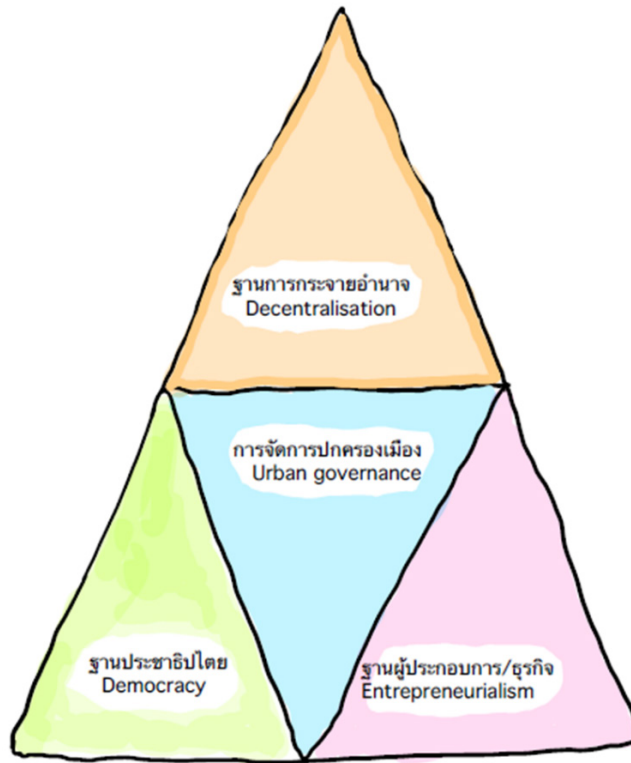 ฐานการกระจายอำนาจ
Decentralisation
การจัดการปกครองเมือง
Urban governance
ฐานประชาธิปไตย
Democracy
ฐานผู้ประกอบการ/ธุรกิจ
Entrepreneurialism